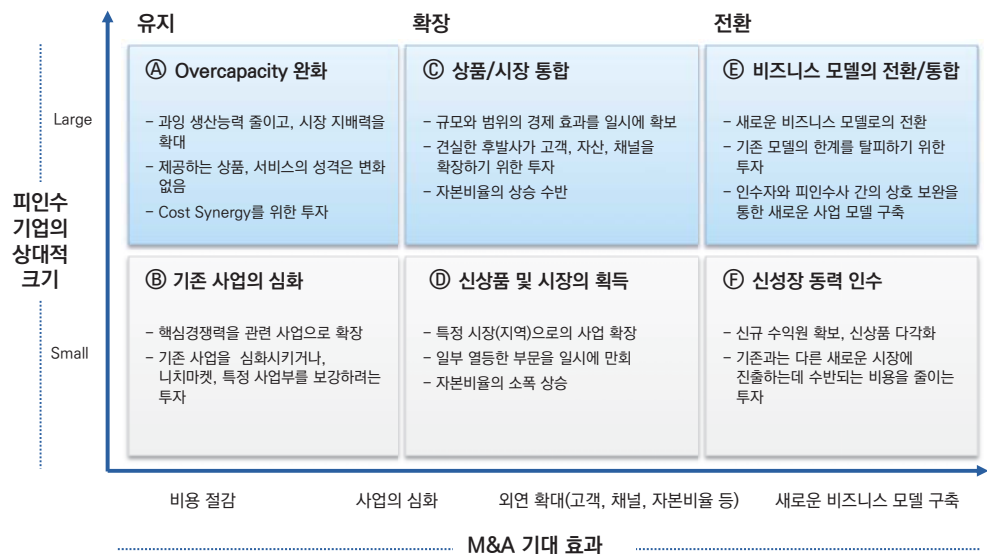 유지
확장
전환
Large
피인수
기업의
상대적
크기
Small
Ⓐ Overcapacity 완화
– 과잉 생산능력 줄이고, 시장 지배력을
확대
– 제공하는 상품, 서비스의 성격은 변화
없음
– Cost Synergy를 위한 투자
Ⓒ 상품/시장 통합
– 규모와 범위의 경제 효과를 일시에 확보
– 견실한 후발사가 고객, 자산, 채널을
확장하기 위한 투자
– 자본비율의 상승 수반
Ⓔ 비즈니스 모델의 전환/통합
– 새로운 비즈니스 모델로의 전환
– 기존 모델의 한계를 탈피하기 위한
투자
– 인수자와 피인수사 간의 상호 보완을
통한 새로운 사업 모델 구축
Ⓑ 기존 사업의 심화
– 핵심경쟁력을 관련 사업으로 확장
– 기존 사업을 심화시키거나,
니치마켓, 특정 사업부를 보강하려는
투자
Ⓓ 신상품 및 시장의 획득
– 특정 시장(지역)으로의 사업 확장
– 일부 열등한 부문을 일시에 만회
– 자본비율의 소폭 상승
Ⓕ 신성장 동력 인수
– 신규 수익원 확보, 신상품 다각화
– 기존과는 다른 새로운 시장에
진출하는데 수반되는 비용을 줄이는
투자
비용 절감
사업의 심화
외연 확대(고객, 채널, 자본비율 등)
새로운 비즈니스 모델 구축
M&A 기대 효과